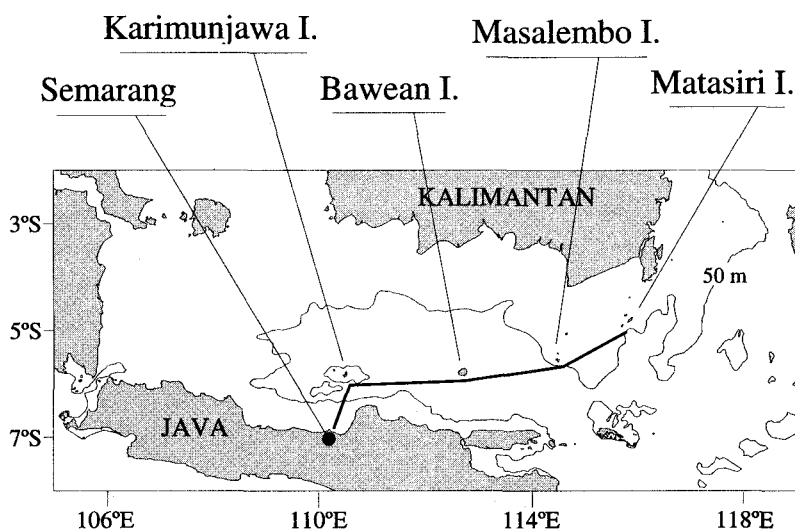 Karimunjawa I.
Masalembo I.
Semarang
Bawean I.
Matasiri I.
KALIMANTAN
3°S
50 m
5°S
JAVA
7°S
106°E
110°E
114°E
118°E